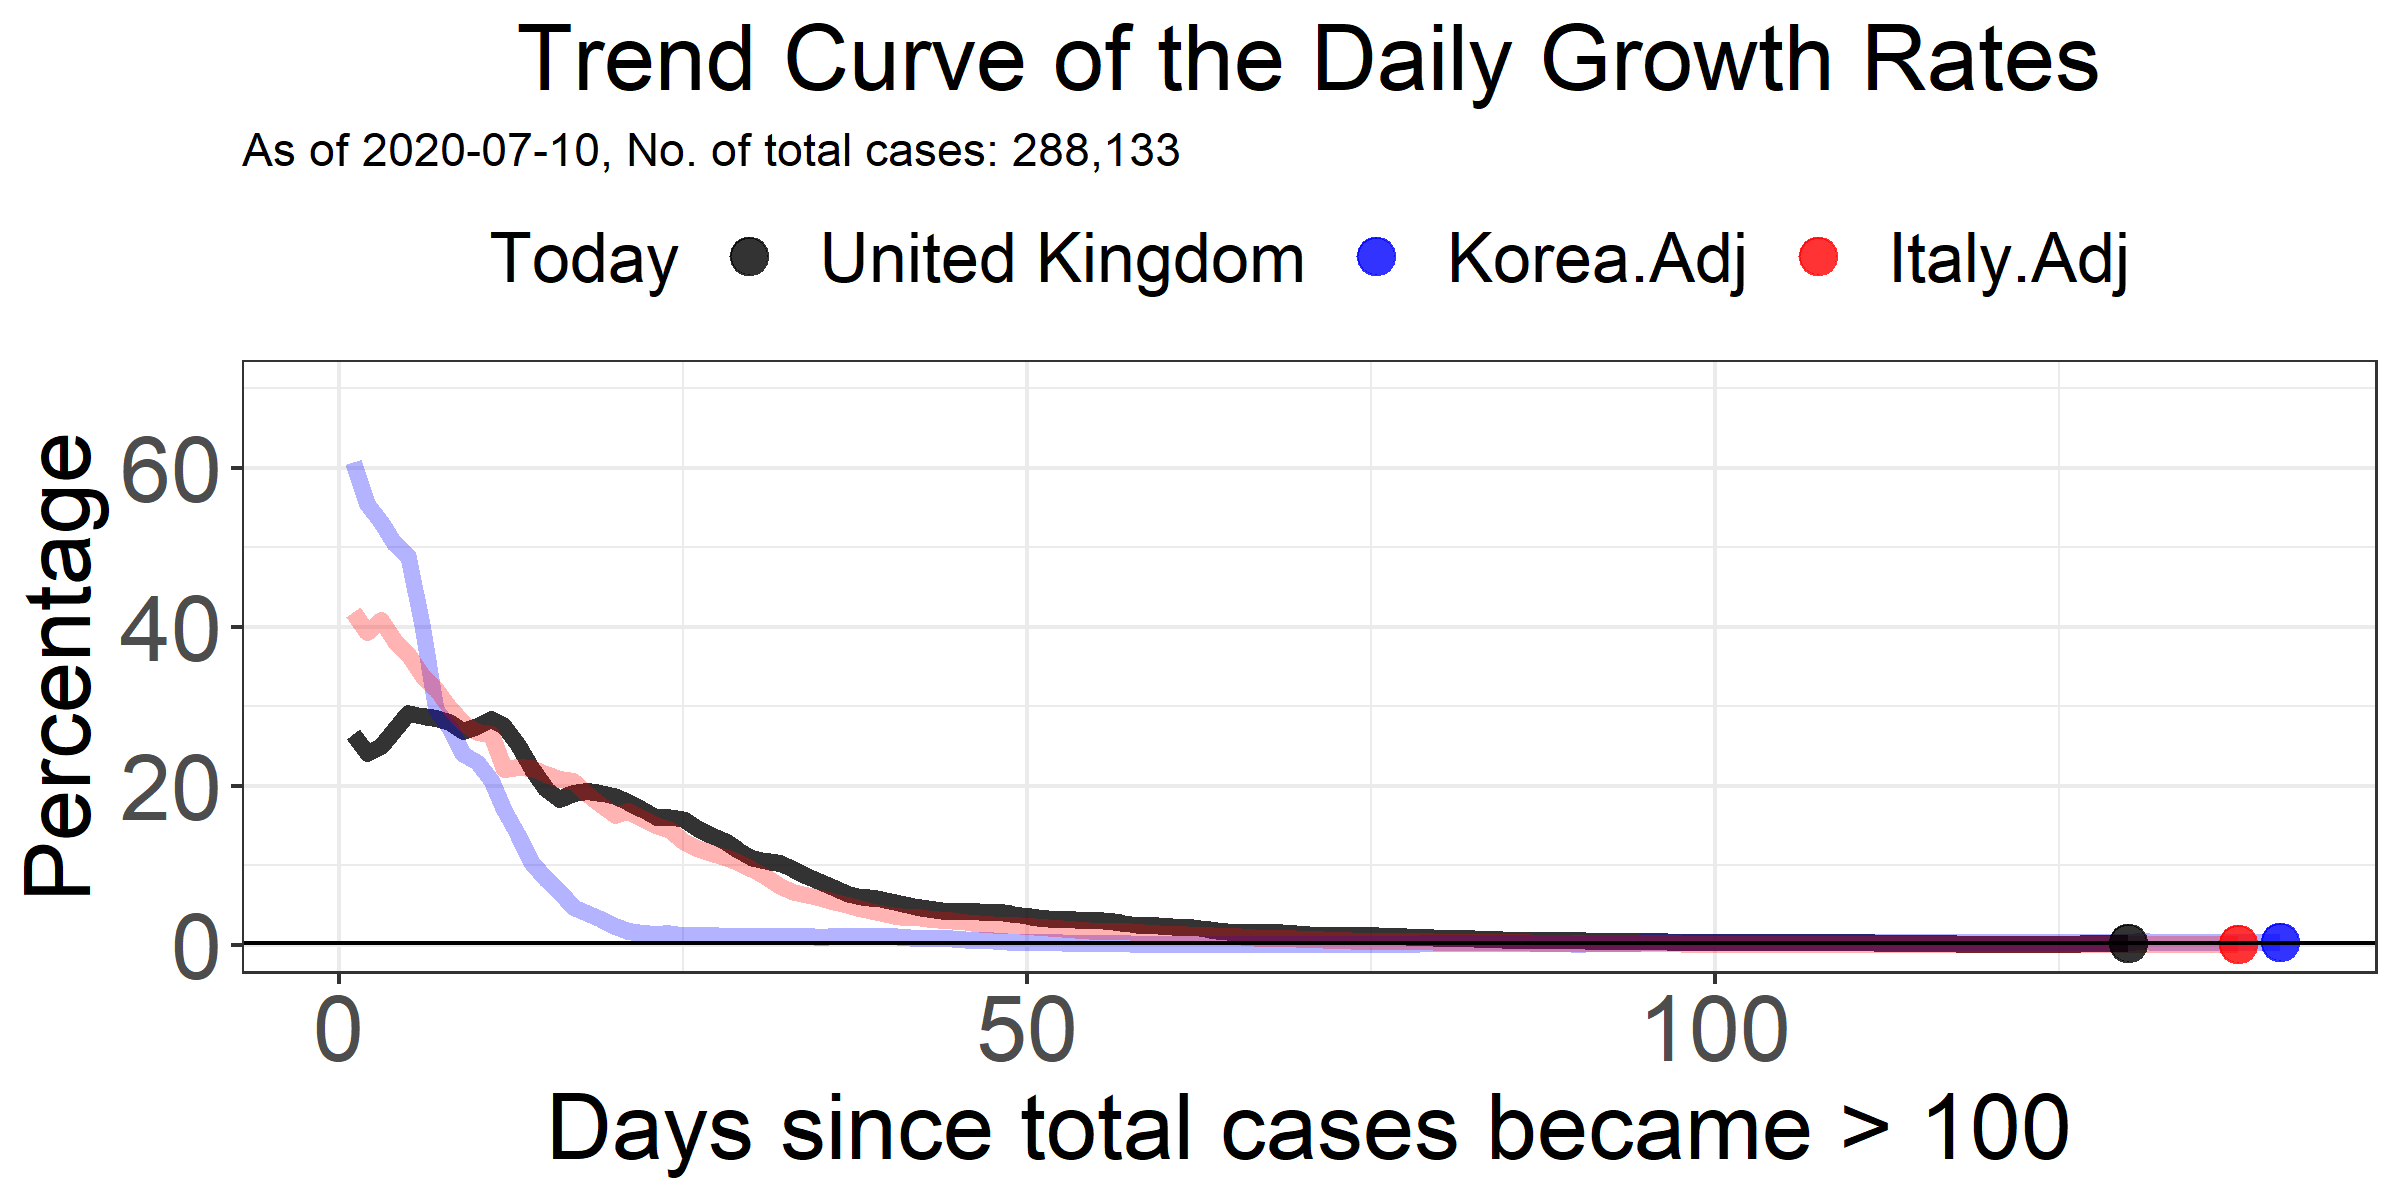 Trend Curve of the Daily Growth Rates
As of 2020-07-10, No. of total cases: 288,133
Today United Kingdom Korea.Adj Italy.Adj
Percentage
60
40
20
0
0 50 100
Days since total cases became > 100